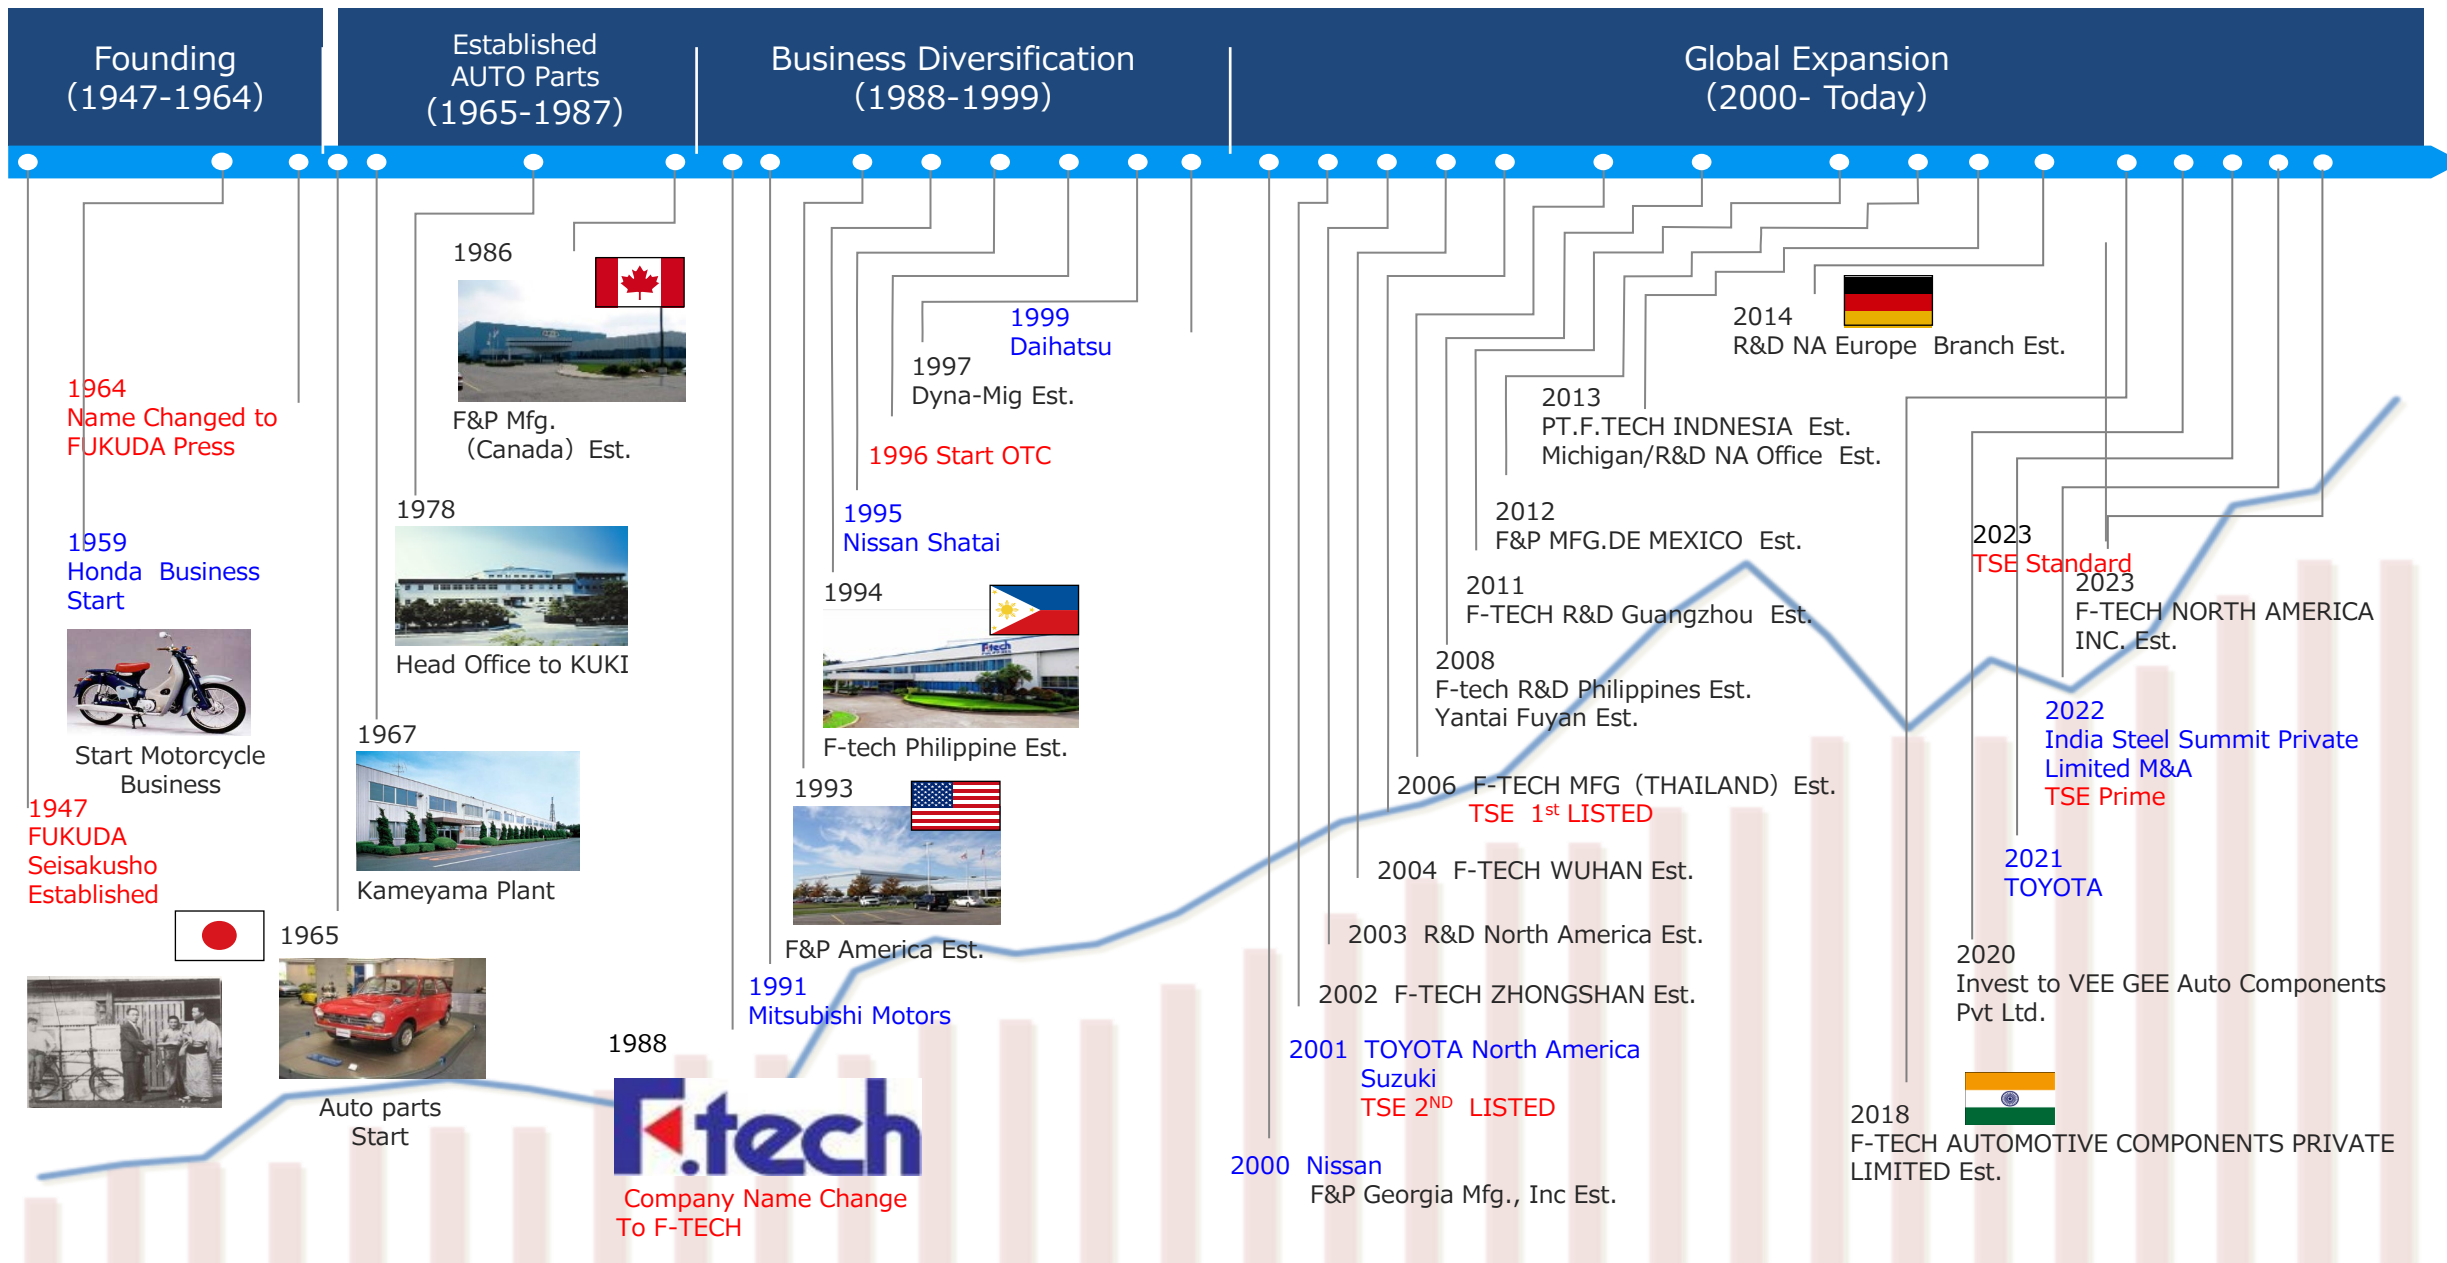 Founding
(1947-1964)
Established
AUTO Parts
(1965-1987)
Business Diversification
(1988-1999)
Global Expansion
(2000- Today)
1964
Name Changed to
FUKUDA Press
1959
Honda Business
Start
Start Motorcycle
Business
1947
FUKUDA
Seisakusho
Established
1986
F&P Mfg.
(Canada) Est.
1978
Head Office to KUKI
1967
Kameyama Plant
1965
Auto parts
Start
1988
F.tech
Company Name Change
To F-TECH
1999
Daihatsu
1997
Dyna-Mig Est.
1996 Start OTC
1995
Nissan Shatai
1994
F-tech
F-tech Philippine Est.
1993
F&P America Est.
1991
Mitsubishi Motors
2014
R&D NA Europe Branch Est.
2013
PT.F.TECH INDNESIA Est.
Michigan/R&D NA Office Est.
2012
F&P MFG.DE MEXICO Est.
2011
F-TECH R&D Guangzhou Est.
2008
F-tech R&D Philippines Est.
Yantai Fuyan Est.
2006 F-TECH MFG (THAILAND) Est.
TSE 1st LISTED
2004 F-TECH WUHAN Est.
2003 R&D North America Est.
2002 F-TECH ZHONGSHAN Est.
2001 TOYOTA North America
Suzuki
TSE 2ND LISTED
2000 Nissan
F&P Georgia Mfg., Inc Est.
2023
TSE Standard
2023
F-TECH NORTH AMERICA
INC. Est.
2022
India Steel Summit Private
Limited M&A
TSE Prime
2021
TOYOTA
2020
Invest to VEE GEE Auto Components
Pvt Ltd.
2018
F-TECH AUTOMOTIVE COMPONENTS PRIVATE
LIMITED Est.